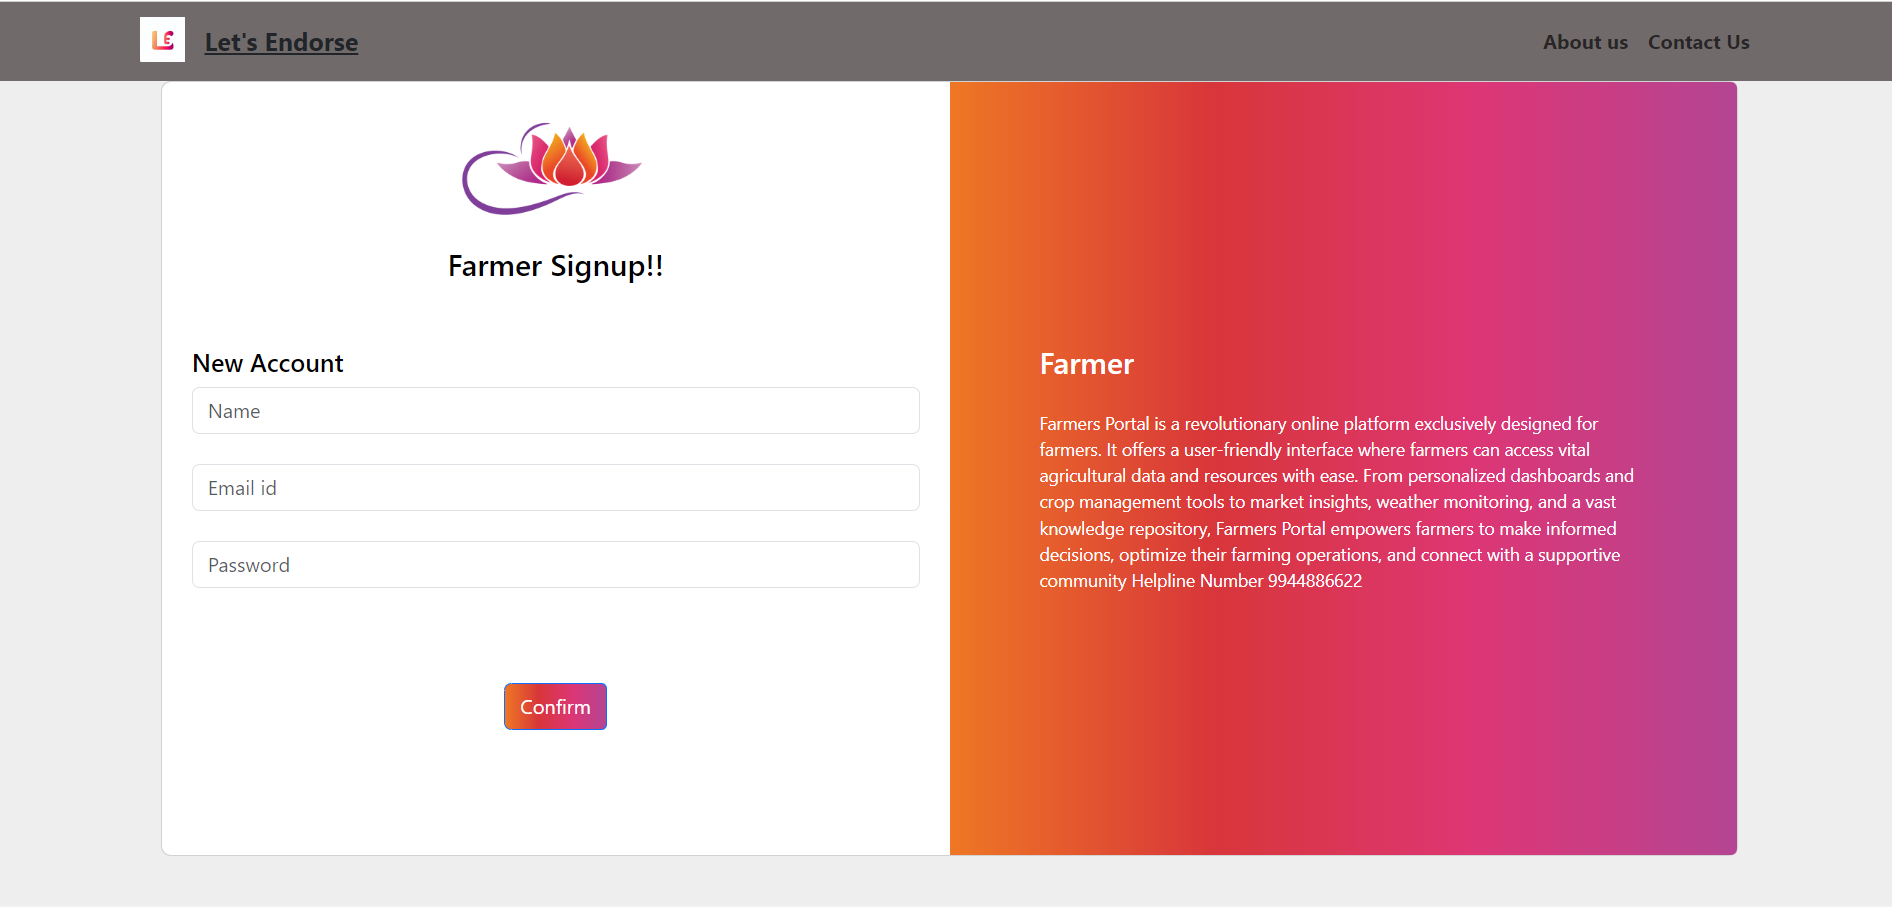 LE
Let's Endorse
About us
Contact Us
Farmer Signup!!
New Account
Name
Email id
Password
Confirm
Farmer
Farmers Portal is a revolutionary online platform exclusively designed for
farmers. It offers a user-friendly interface where farmers can access vital
agricultural data and resources with ease. From personalized dashboards and
crop management tools to market insights, weather monitoring, and a vast
knowledge repository, Farmers Portal empowers farmers to make informed
decisions, optimize their farming operations, and connect with a supportive
community Helpline Number 9944886622